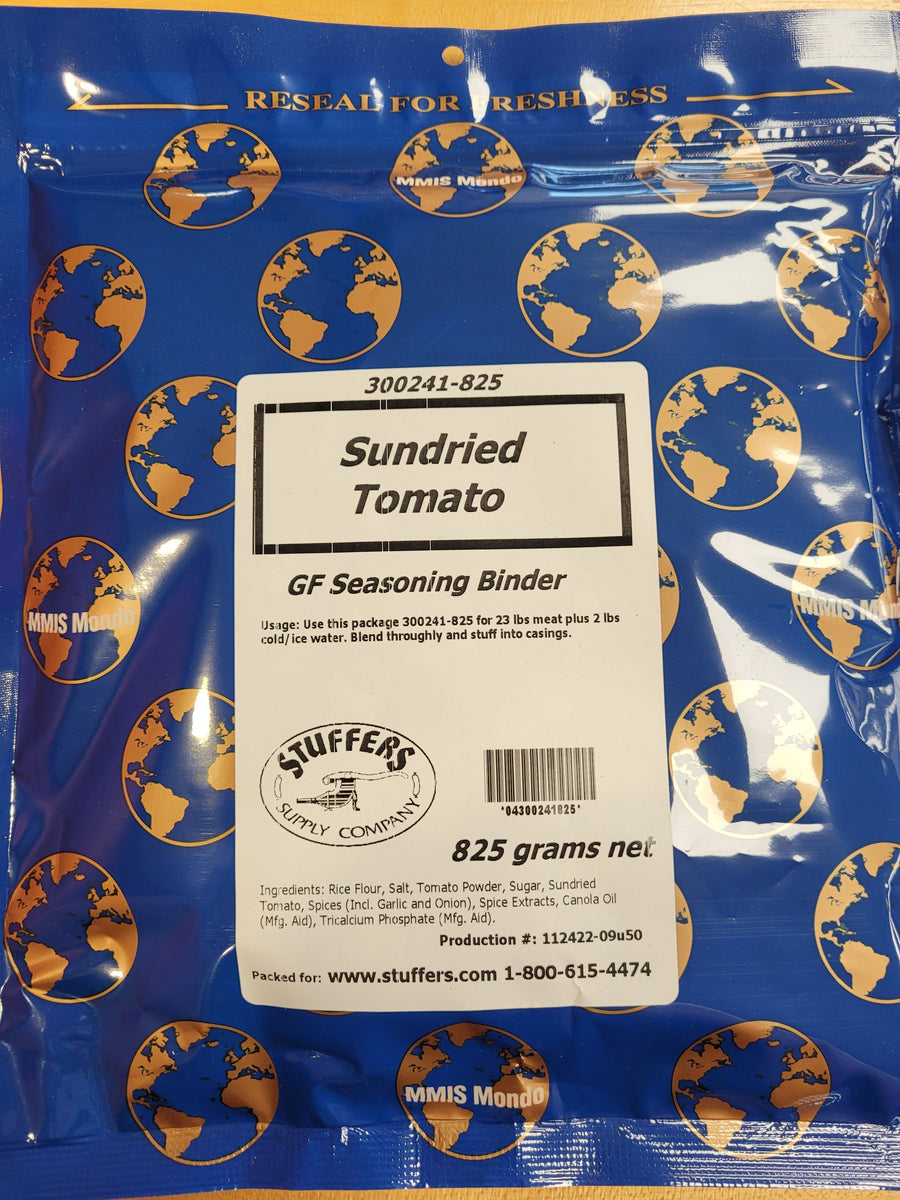 RESEAL FOR FRESHNESS
MMIS Mondo
300241-825
Sundried
Tomato
GF Seasoning Binder
Usage: Use this package 300241-825 for 23 lbs meat plus 2 lbs
cold/ice water. Blend throughly and stuff into casings.
MMIS Mondo
MMIS Mon
STUFFERS
SUPPLY COMPANY
*04300241825*
825 grams net
Ingredients: Rice Flour, Salt, Tomato Powder, Sugar, Sundried
Tomato, Spices (Incl. Garlic and Onion), Spice Extracts, Canola Oil
(Mfg. Aid), Tricalcium Phosphate (Mfg. Aid).
Production #: 112422-09u50
Packed for: www.stuffers.com 1-800-615-4474
MMIS Mondo